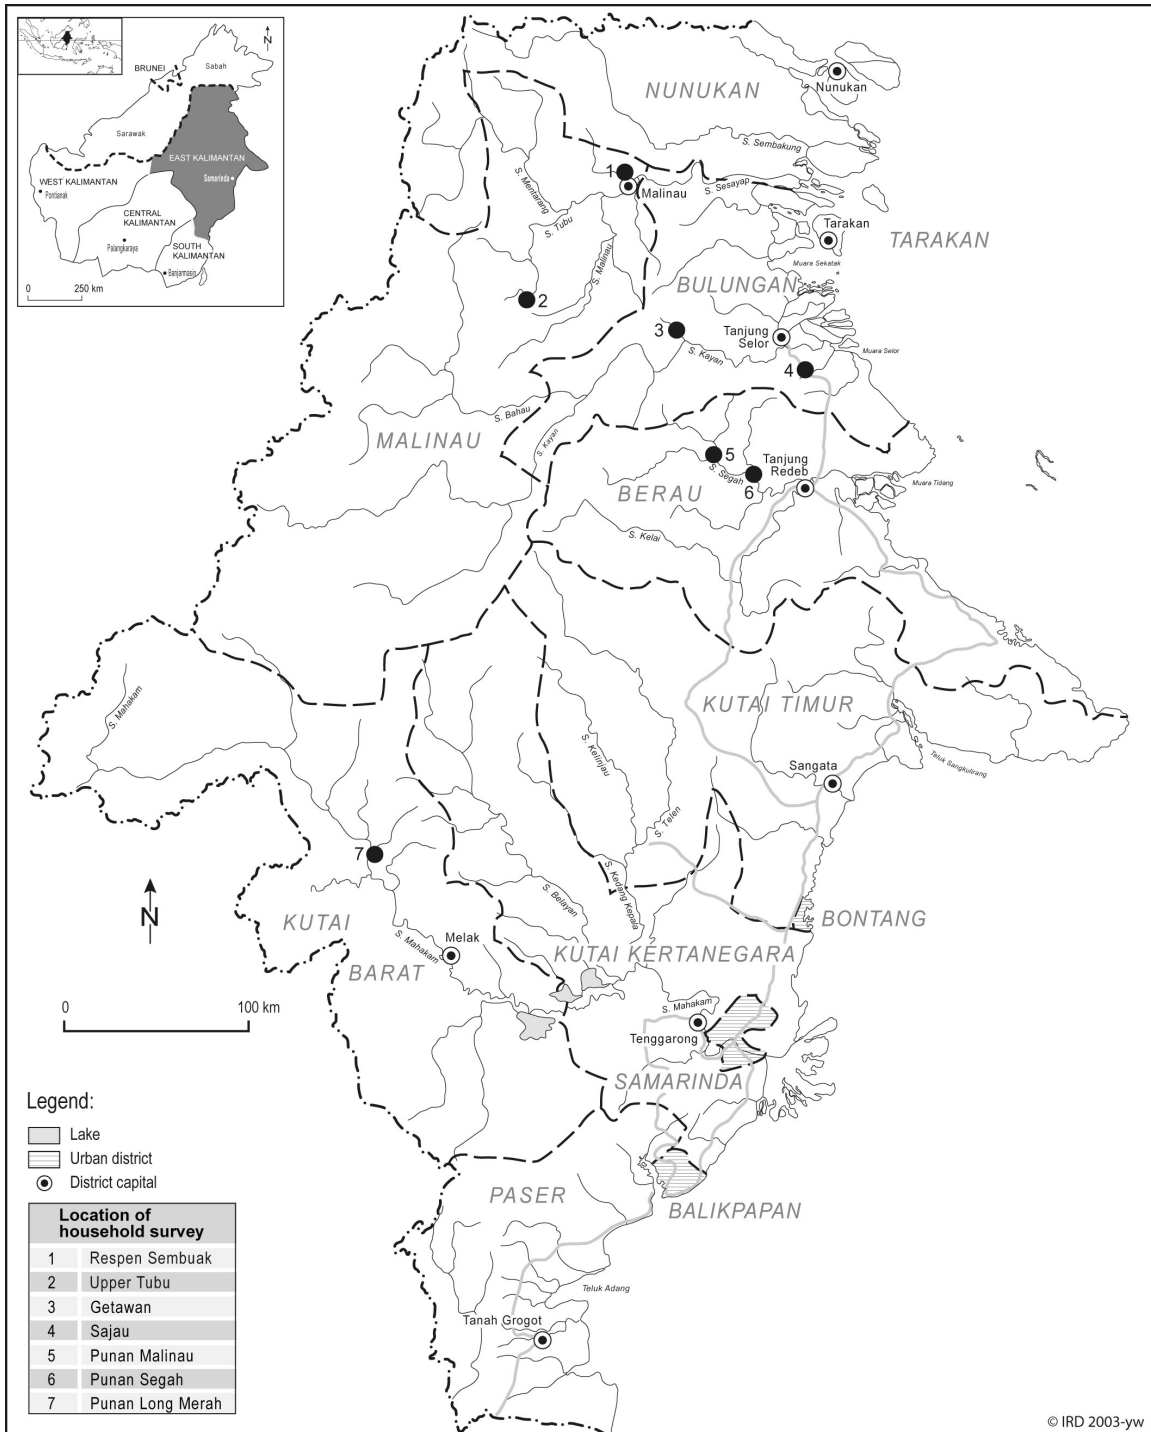 N
Sabah
BRUNEI
Sarawak
EAST KALIMANTAN
Samarinda
WEST KALIMANTAN
Pontianak
CENTRAL
KALIMANTAN
Palangkaraya
SOUTH
KALIMANTAN
Banjarmasin
0 250 km
NUNUKAN
Nunukan
S. Sembakung
1
Malinau
S. Sesayap
S. Mentarang
S. Tubu
S. Malinau
Tarakan
TARAKAN
Muara Sekatak
BULUNGAN
2
3
Tanjung
Selor
S. Kayan
Muara Selor
4
S. Bahau
MALINAU
S. Kayan
5
S. Segah
6
Tanjung
Redeb
BERAU
Muara Tidang
S. Kelai
S. Mahakam
KUTAI TIMUR
S. Kelinjau
Teluk Sangkulirang
Sangata
S. Telen
7
S. Kedang Kepala
S. Belayan
N
KUTAI
BARAT
BONTANG
S. Mahakam
Melak
KUTAI KERTANEGARA
0 100 km
S. Mahakam
Tenggarong
SAMARINDA
PASER
BALIKPAPAN
Teluk Adang
Tanah Grogot
Legend:
Lake
Urban district
District capital
Location of
household survey
1 Respen Sembuak
2 Upper Tubu
3 Getawan
4 Sajau
5 Punan Malinau
6 Punan Segah
7 Punan Long Merah
© IRD 2003-yw